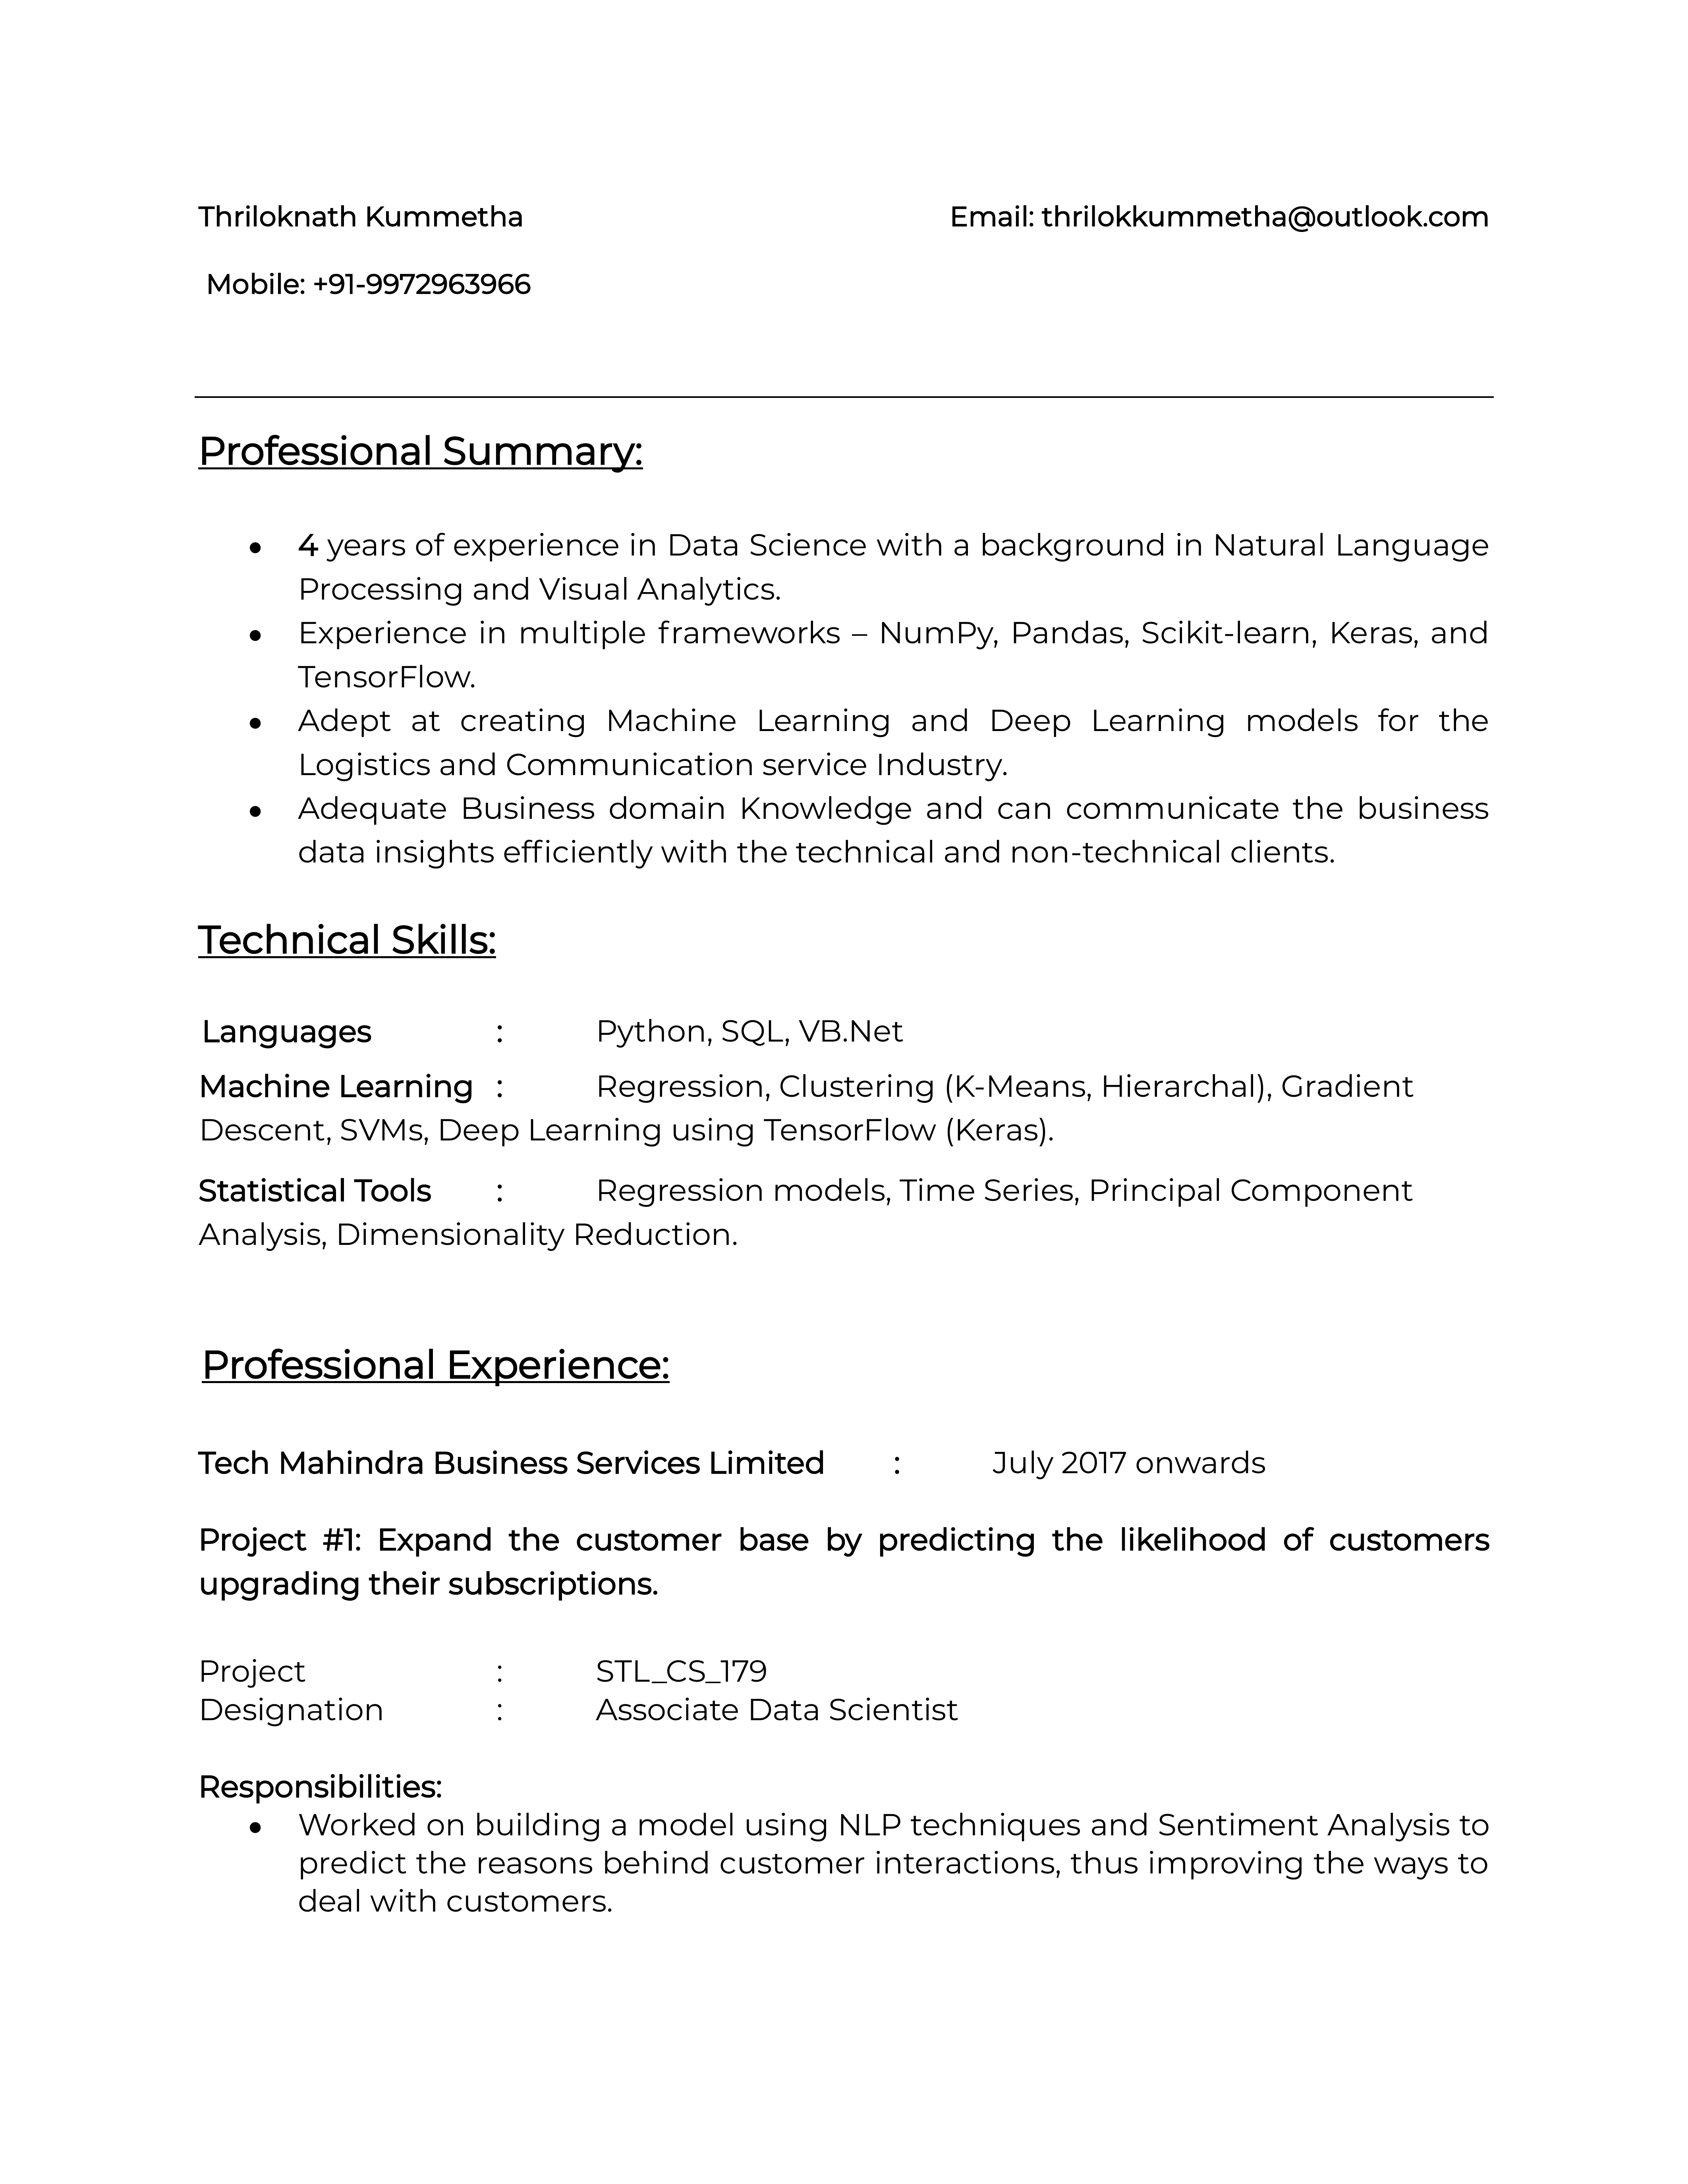 Thriloknath Kummetha Email: thrilokkummetha@outlook.com
Mobile: +91-9972963966
Professional Summary:
● 4 years of experience in Data Science with a background in Natural Language
Processing and Visual Analytics.
● Experience in multiple frameworks – NumPy, Pandas, Scikit-learn, Keras, and
TensorFlow.
● Adept at creating Machine Learning and Deep Learning models for the
Logistics and Communication service Industry.
● Adequate Business domain Knowledge and can communicate the business
data insights efficiently with the technical and non-technical clients.
Technical Skills:
Languages : Python, SQL, VB.Net
Machine Learning : Regression, Clustering (K-Means, Hierarchal), Gradient
Descent, SVMs, Deep Learning using TensorFlow (Keras).
Statistical Tools : Regression models, Time Series, Principal Component
Analysis, Dimensionality Reduction.
Professional Experience:
Tech Mahindra Business Services Limited : July 2017 onwards
Project #1: Expand the customer base by predicting the likelihood of customers
upgrading their subscriptions.
Project : STL_CS_179
Designation : Associate Data Scientist
Responsibilities:
● Worked on building a model using NLP techniques and Sentiment Analysis to
predict the reasons behind customer interactions, thus improving the ways to
deal with customers.